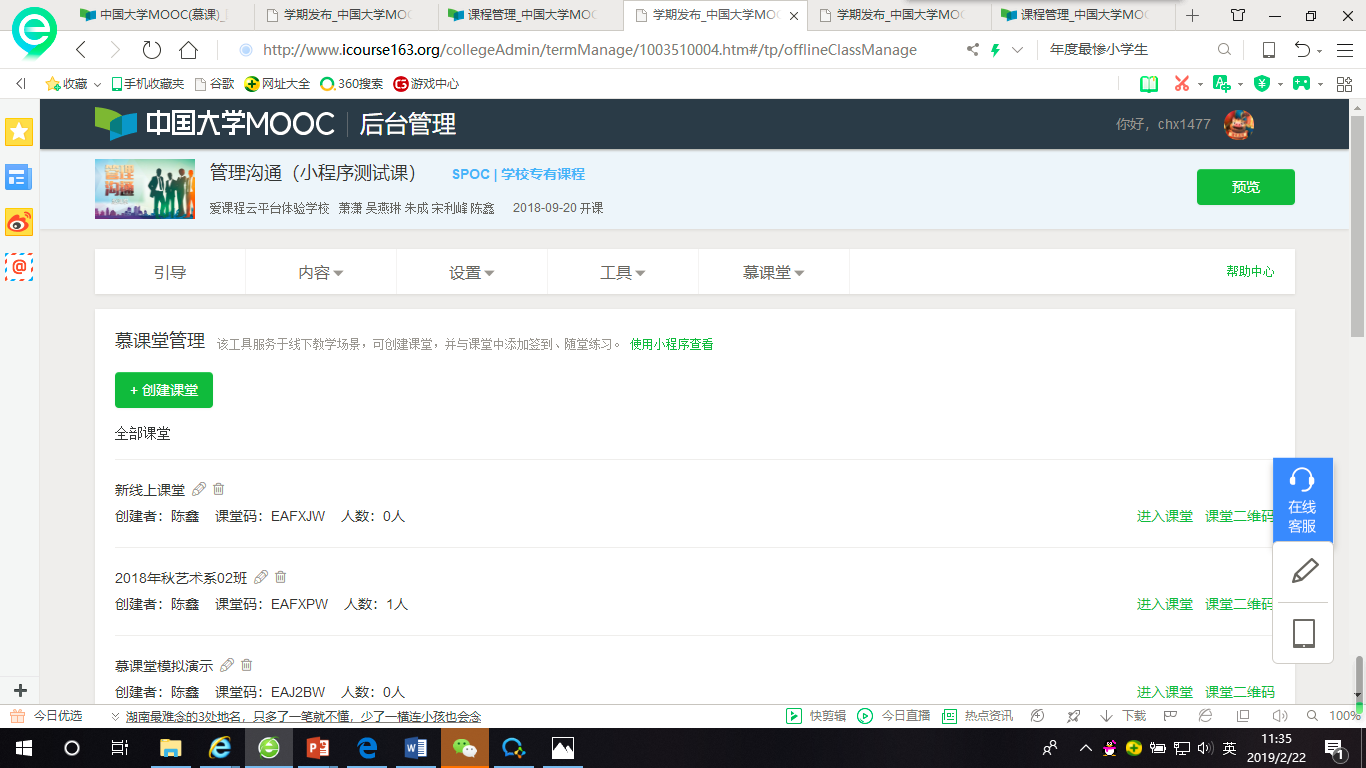 中国大学MOOC(慕课)_
学期发布_中国大学MOO
课程管理_中国大学MO
学期发布_中国大学MO
学期发布_中国大学MOO
课程管理_中国大学MO
http://www.icourse163.org/collegeAdmin/termManage/1003510004.htm#/tp/offlineClassManage
年度最惨小学生
收藏
手机收藏夹
谷歌
网址大全
360搜索
游戏中心
中国大学MOOC
后台管理
你好，chx1477
管理沟通（小程序测试课）
SPOC | 学校专有课程
爱课程云平台体验学校 萧潇 吴燕琳 朱成 宋利峰 陈鑫 2018-09-20 开课
预览
引导
内容
设置
工具
慕课堂
帮助中心
慕课堂管理 该工具服务于线下教学场景，可创建课堂，并与课堂中添加签到、随堂练习。 使用小程序查看
+ 创建课堂
全部课堂
新线上课堂
创建者：陈鑫 课堂码：EAFXJW 人数：0人
进入课堂 课堂二维码
2018年秋艺术系02班
创建者：陈鑫 课堂码：EAFXPW 人数：1人
进入课堂 课堂二维码
慕课堂模拟演示
创建者：陈鑫 课堂码：EAJ2BW 人数：0人
进入课堂 课堂二维码
在线
客服
今日优选
湖南最难念的3处地名，只多了一笔就不懂，少了一横连小孩也会念
快剪辑
今日直播
热点资讯
下载
100%
英
11:35
2019/2/22
1